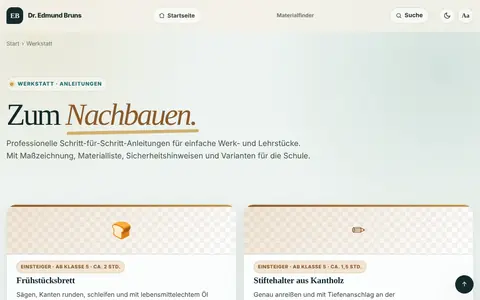 EB Dr. Edmund Bruns Startseite Materialfinder Suche Aa
Start › Werkstatt
WERKSTATT · ANLEITUNGEN
Zum Nachbauen.
Professionelle Schritt-für-Schritt-Anleitungen für einfache Werk- und Lehrstücke.
Mit Maßzeichnung, Materialliste, Sicherheitshinweisen und Varianten für die Schule.
EINSTEIGER · AB KLASSE 5 · CA. 2 STD.
Frühstücksbrett
Sägen, Kanten runden, schleifen und mit lebensmittelechtem Öl
EINSTEIGER · AB KLASSE 5 · CA. 1,5 STD.
Stiftehalter aus Kantholz
Genau anreißen und mit Tiefenanschlag an der